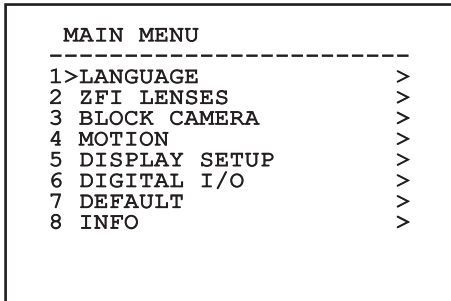 MAIN MENU
--------------------------
1>LANGUAGE >
2 ZFI LENSES >
3 BLOCK CAMERA >
4 MOTION >
5 DISPLAY SETUP >
6 DIGITAL I/O >
7 DEFAULT >
8 INFO >